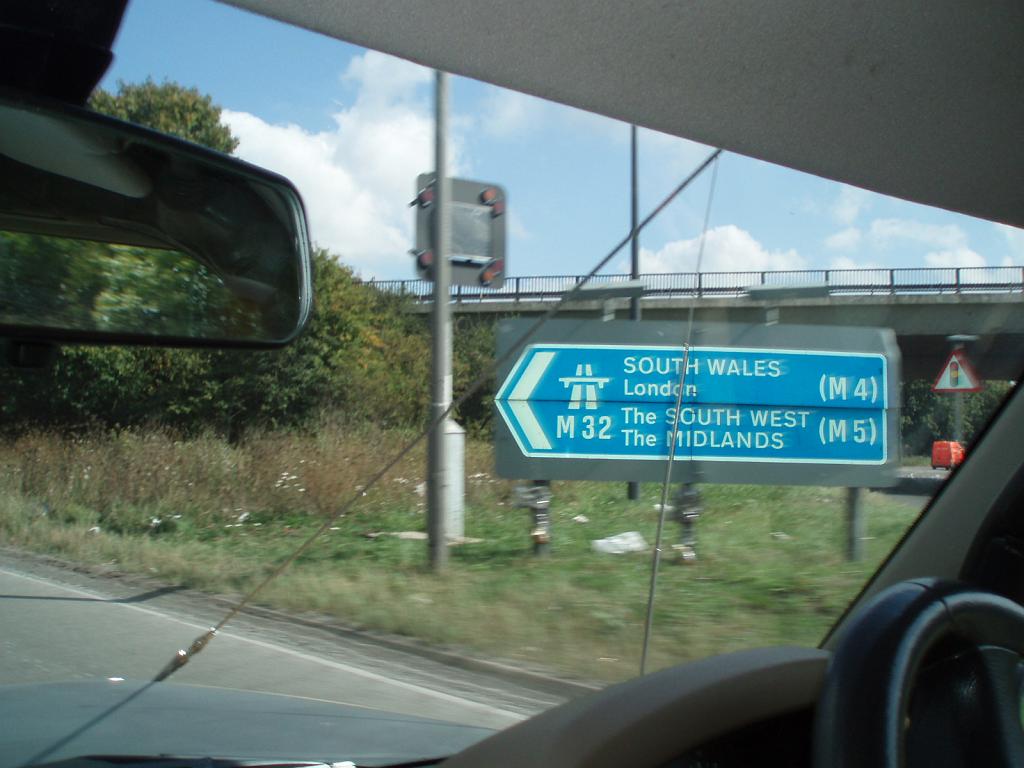 SOUTH WALES
London (M 4)
M 32 The SOUTH WEST
The MIDLANDS (M 5)